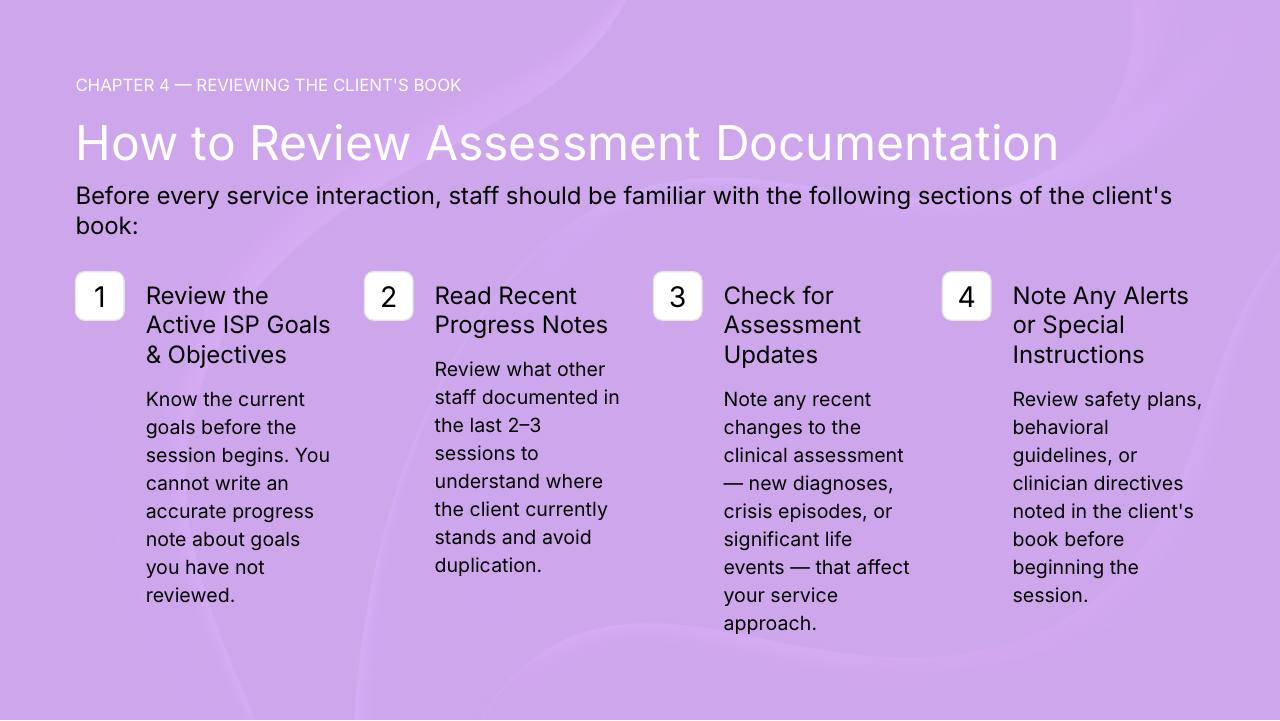 CHAPTER 4 — REVIEWING THE CLIENT'S BOOK
How to Review Assessment Documentation
Before every service interaction, staff should be familiar with the following sections of the client's
book:
1
Review the
Active ISP Goals
& Objectives
Know the current
goals before the
session begins. You
cannot write an
accurate progress
note about goals
you have not
reviewed.
2
Read Recent
Progress Notes
Review what other
staff documented in
the last 2–3
sessions to
understand where
the client currently
stands and avoid
duplication.
3
Check for
Assessment
Updates
Note any recent
changes to the
clinical assessment
— new diagnoses,
crisis episodes, or
significant life
events — that affect
your service
approach.
4
Note Any Alerts
or Special
Instructions
Review safety plans,
behavioral
guidelines, or
clinician directives
noted in the client's
book before
beginning the
session.